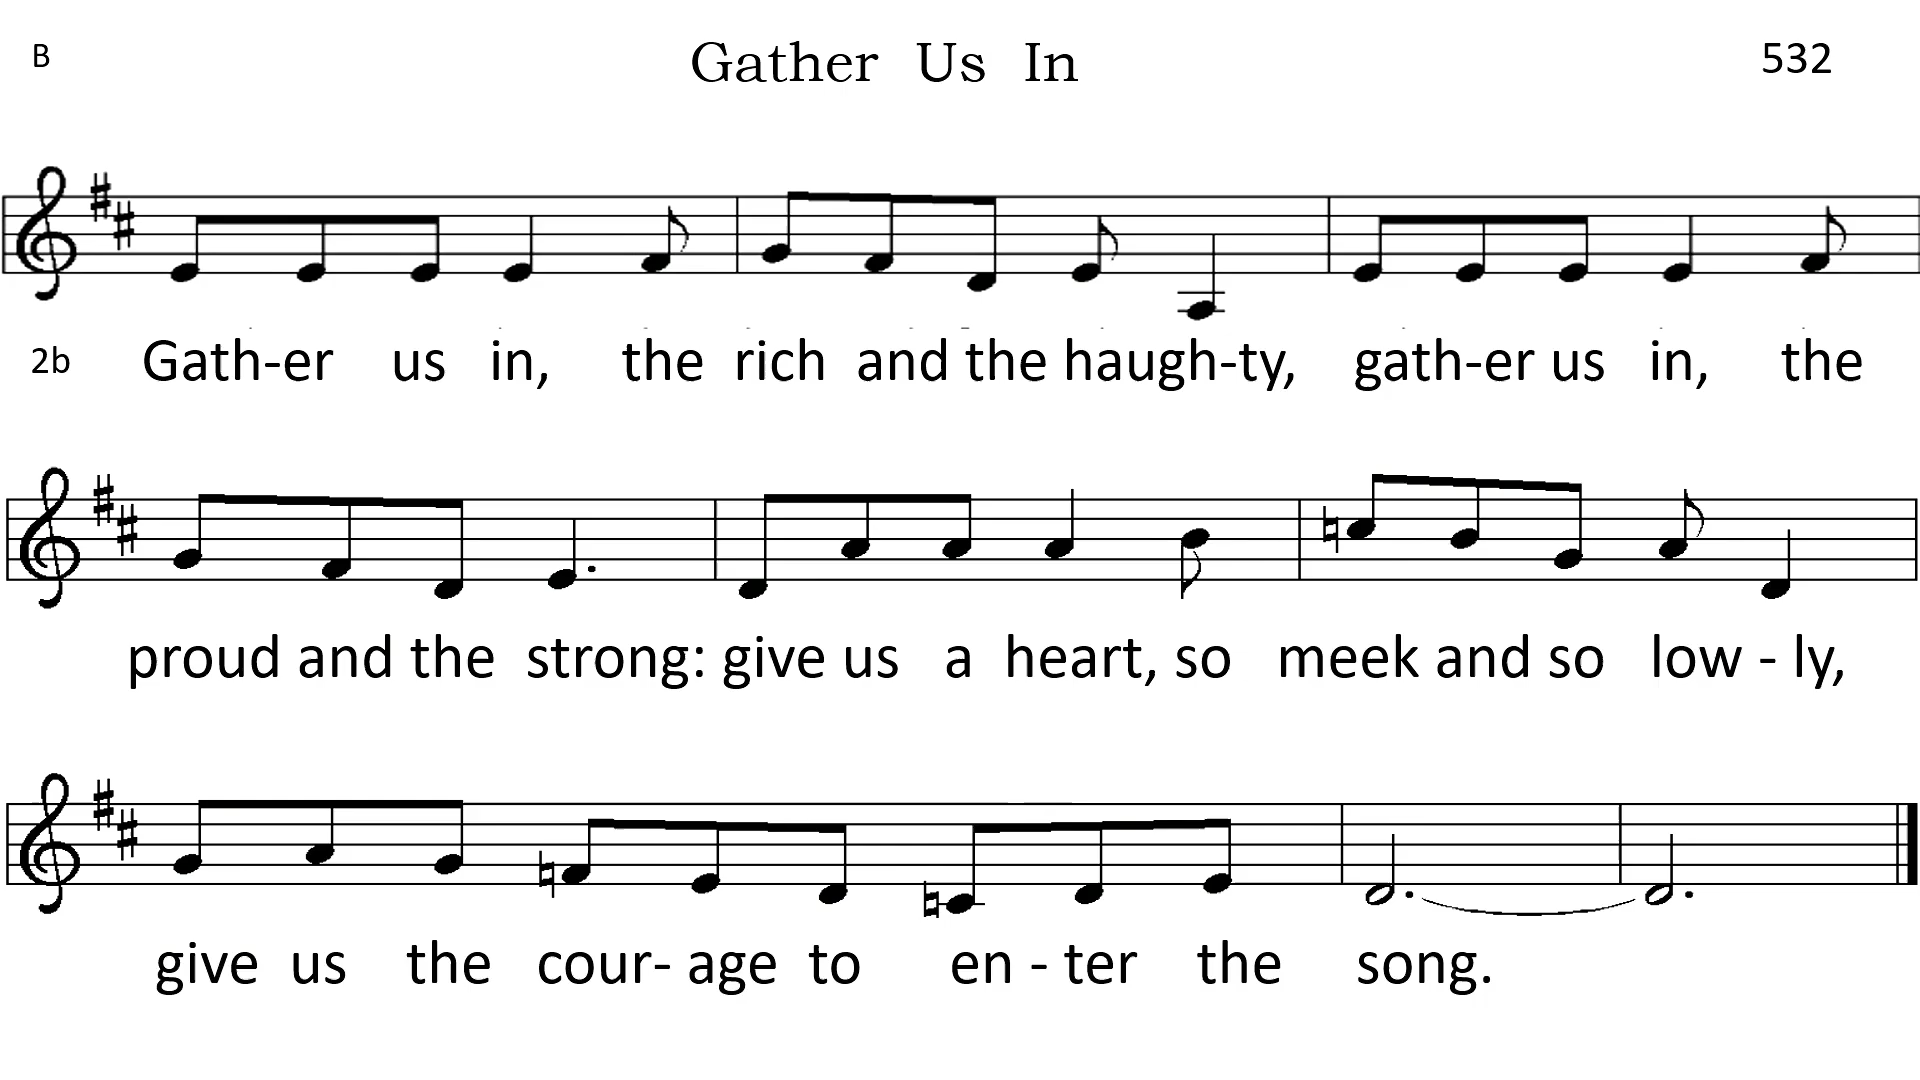 B Gather Us In 532
2b Gath-er us in, the rich and the haugh-ty, gath-er us in, the
proud and the strong: give us a heart, so meek and so low - ly,
give us the cour- age to en - ter the song.